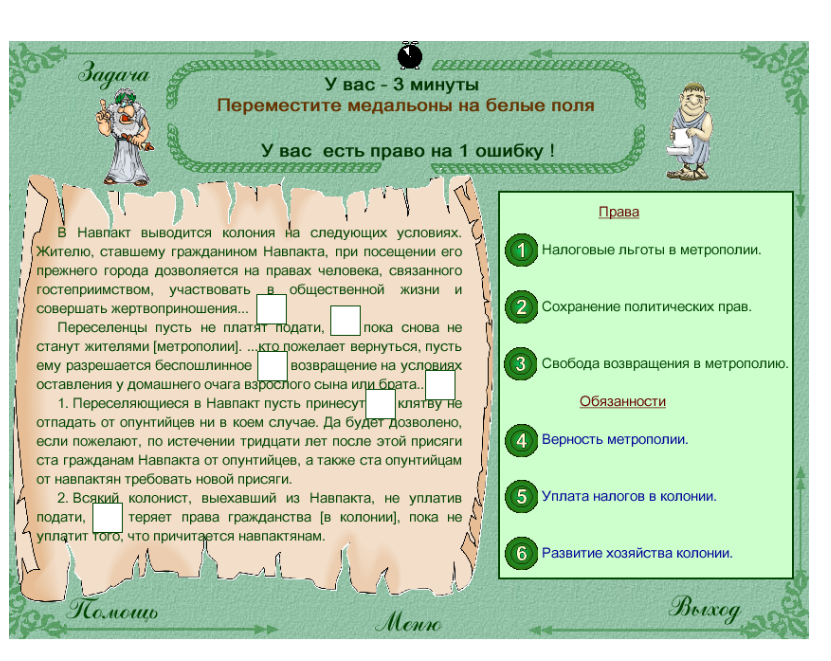 Задача
У вас - 3 минуты
Переместите медальоны на белые поля
У вас есть право на 1 ошибку !
В Навпакт выводится колония на следующих условиях.
Жителю, ставшему гражданином Навпакта, при посещении его
прежнего города дозволяется на правах человека, связанного
гостеприимством, участвовать в общественной жизни и
совершать жертвоприношения...
Переселенцы пусть не платят подати, пока снова не
станут жителями [метрополии]. ...кто пожелает вернуться, пусть
ему разрешается беспошлинное возвращение на условиях
оставления у домашнего очага взрослого сына или брата..
1. Переселяющиеся в Навпакт пусть принесут клятву не
отпадать от опунтийцев ни в коем случае. Да будет дозволено,
если пожелают, по истечении тридцати лет после этой присяги
ста гражданам Навпакта от опунтийцев, а также ста опунтийцам
от навпактян требовать новой присяги.
2. Всякий колонист, выехавший из Навпакта, не уплатив
подати, теряет права гражданства [в колонии], пока не
уплатит того, что причитается навпактянам.
Права
1 Налоговые льготы в метрополии.
2 Сохранение политических прав.
3 Свобода возвращения в метрополию.
Обязанности
4 Верность метрополии.
5 Уплата налогов в колонии.
6 Развитие хозяйства колонии.
Помощь
Меню
Выход